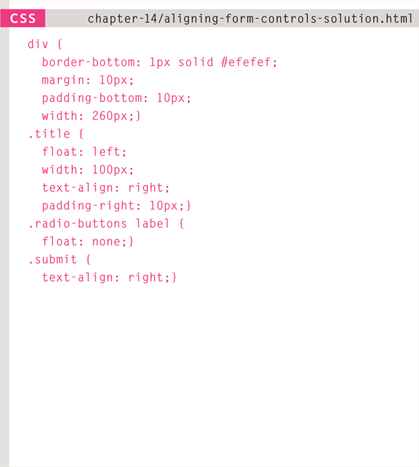 CSS chapter-14/aligning-form-controls-solution.html
div {
  border-bottom: 1px solid #efefef;
  margin: 10px;
  padding-bottom: 10px;
  width: 260px;}
.title {
  float: left;
  width: 100px;
  text-align: right;
  padding-right: 10px;}
.radio-buttons label {
  float: none;}
.submit {
  text-align: right;}